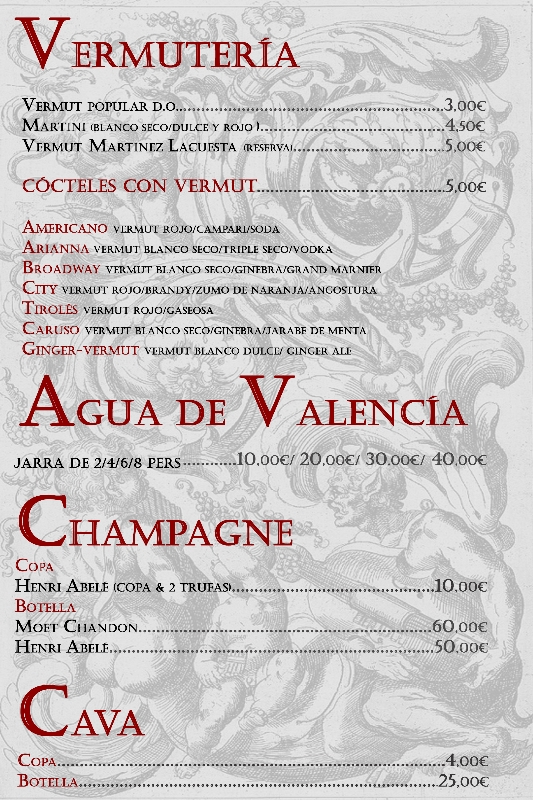 VERMUTERÍA
VERMUT POPULAR D.O..........3,00€
MARTINI (BLANCO SECO/DULCE Y ROJO )..........4,50€
VERMUT MARTINEZ LACUESTA (RESERVA)..........5,00€
CÓCTELES CON VERMUT..........5,00€
AMERICANO VERMUT ROJO/CAMPARI/SODA
ARIANNA VERMUT BLANCO SECO/TRIPLE SECO/VODKA
BROADWAY VERMUT BLANCO SECO/GINEBRA/GRAND MARNIER
CITY VERMUT ROJO/BRANDY/ZUMO DE NARANJA/ANGOSTURA
TIROLÉS VERMUT ROJO/GASEOSA
CARUSO VERMUT BLANCO SECO/GINEBRA/JARABE DE MENTA
GINGER-VERMUT VERMUT BLANCO DULCE/ GINGER ALE
AGUA DE VALENCÍA
JARRA DE 2/4/6/8 PERS............10,00€/ 20,00€/ 30,00€/ 40,00€
CHAMPAGNE
COPA
HENRI ABELÉ (COPA & 2 TRUFAS)..........10,00€
BOTELLA
MOET CHANDON..........60,00€
HENRI ABELÉ..........50,00€
CAVA
COPA..........4,00€
BOTELLA..........25,00€